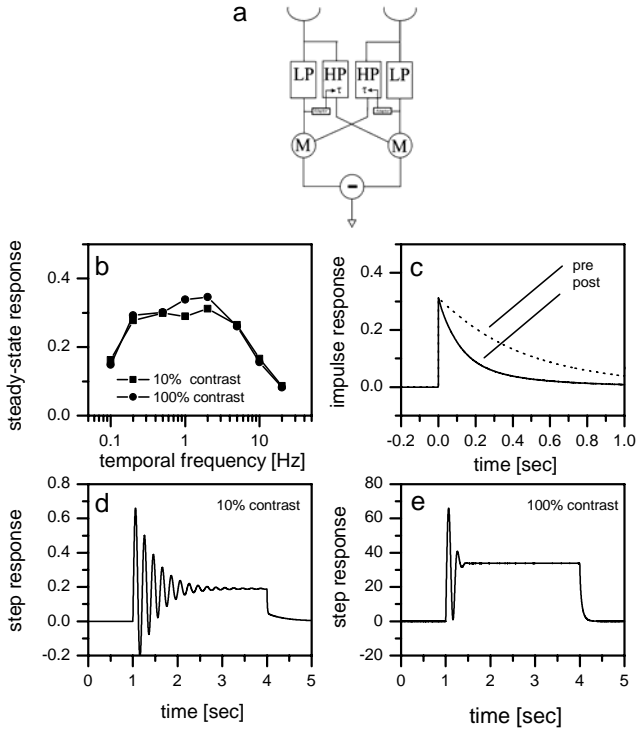 a
LP HP HP LP
τ τ
M M
-
b
steady-state response
0.4
0.2
0.0
10% contrast
100% contrast
0.1 1 10
temporal frequency [Hz]
c
impulse response
0.4
0.2
0.0
pre
post
-0.2 0.0 0.2 0.4 0.6 0.8 1.0
time [sec]
d
10% contrast
step response
0.8
0.6
0.4
0.2
0.0
-0.2
0 1 2 3 4 5
time [sec]
e
100% contrast
step response
80
60
40
20
0
-20
0 1 2 3 4 5
time [sec]